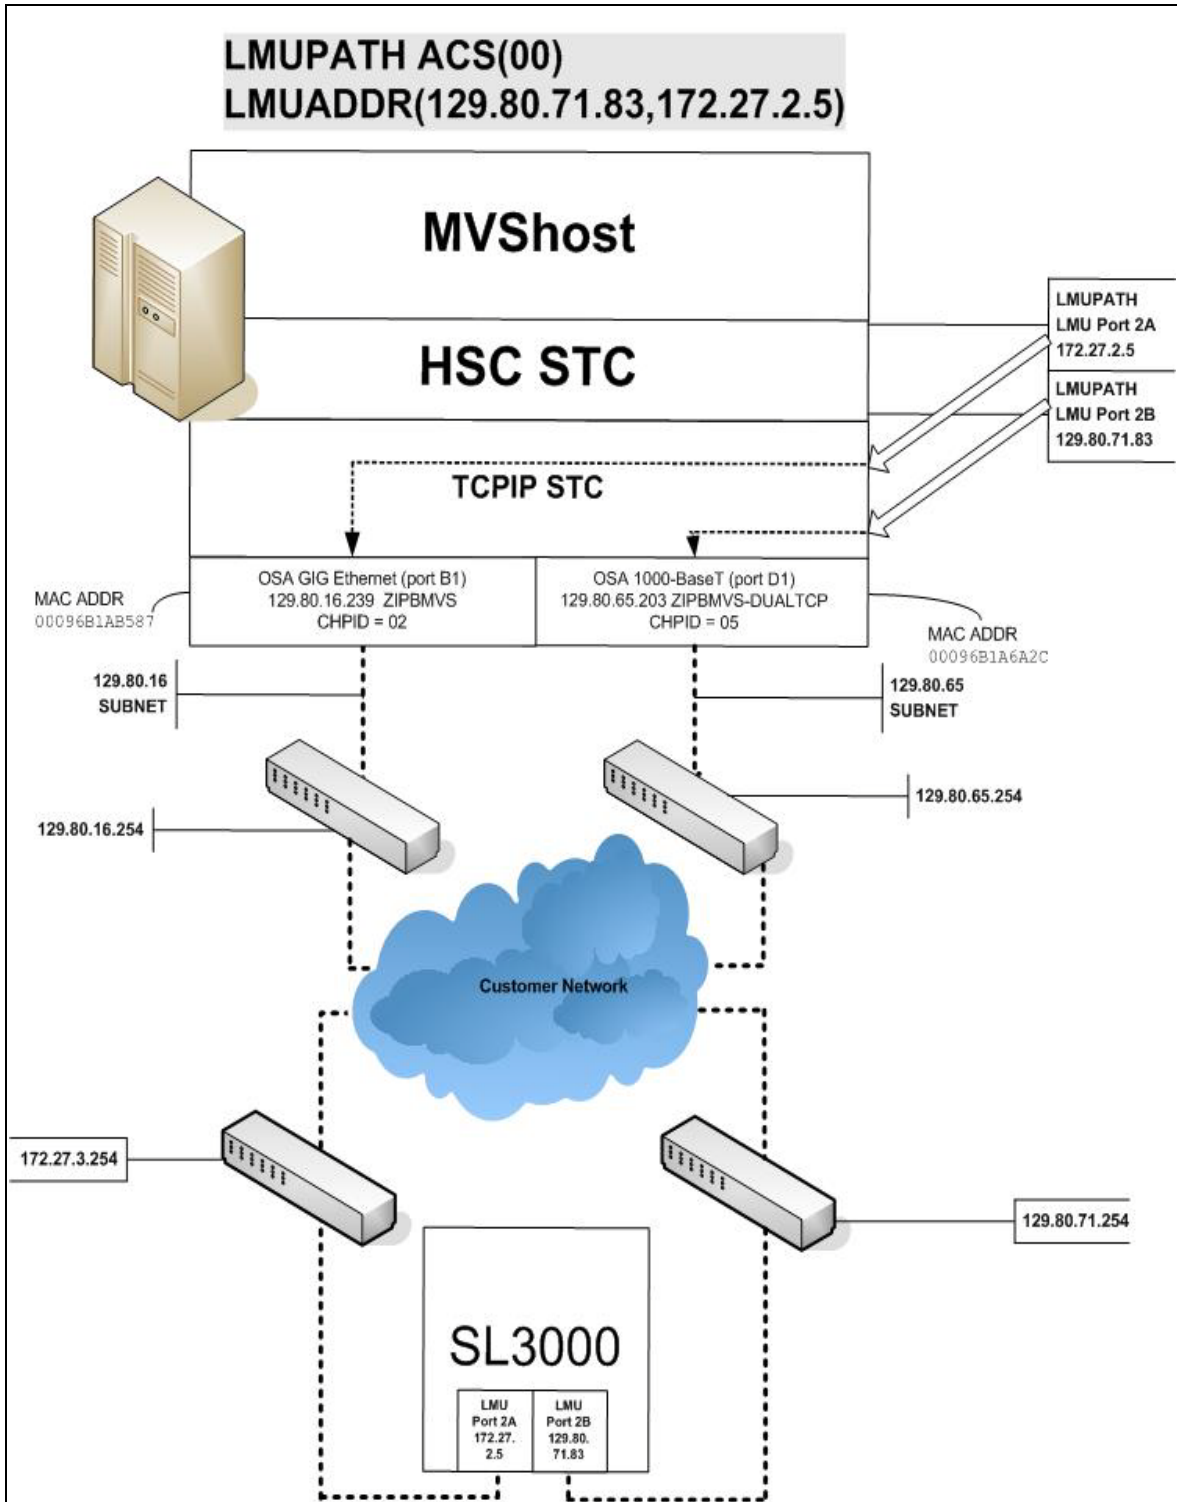 LMUPATH ACS(00)
LMUADDR(129.80.71.83,172.27.2.5)
MVShost
HSC STC
LMUPATH
LMU Port 2A
172.27.2.5
LMUPATH
LMU Port 2B
129.80.71.83
TCPIP STC
OSA GIG Ethernet (port B1)
129.80.16.239 ZIPBMVS
CHPID = 02
OSA 1000-BaseT (port D1)
129.80.65.203 ZIPBMVS-DUALTCP
CHPID = 05
MAC ADDR
00096B1AB587
MAC ADDR
00096B1A6A2C
129.80.16
SUBNET
129.80.65
SUBNET
129.80.16.254
129.80.65.254
Customer Network
172.27.3.254
129.80.71.254
SL3000
LMU
Port 2A
172.27.
2.5
LMU
Port 2B
129.80.
71.83